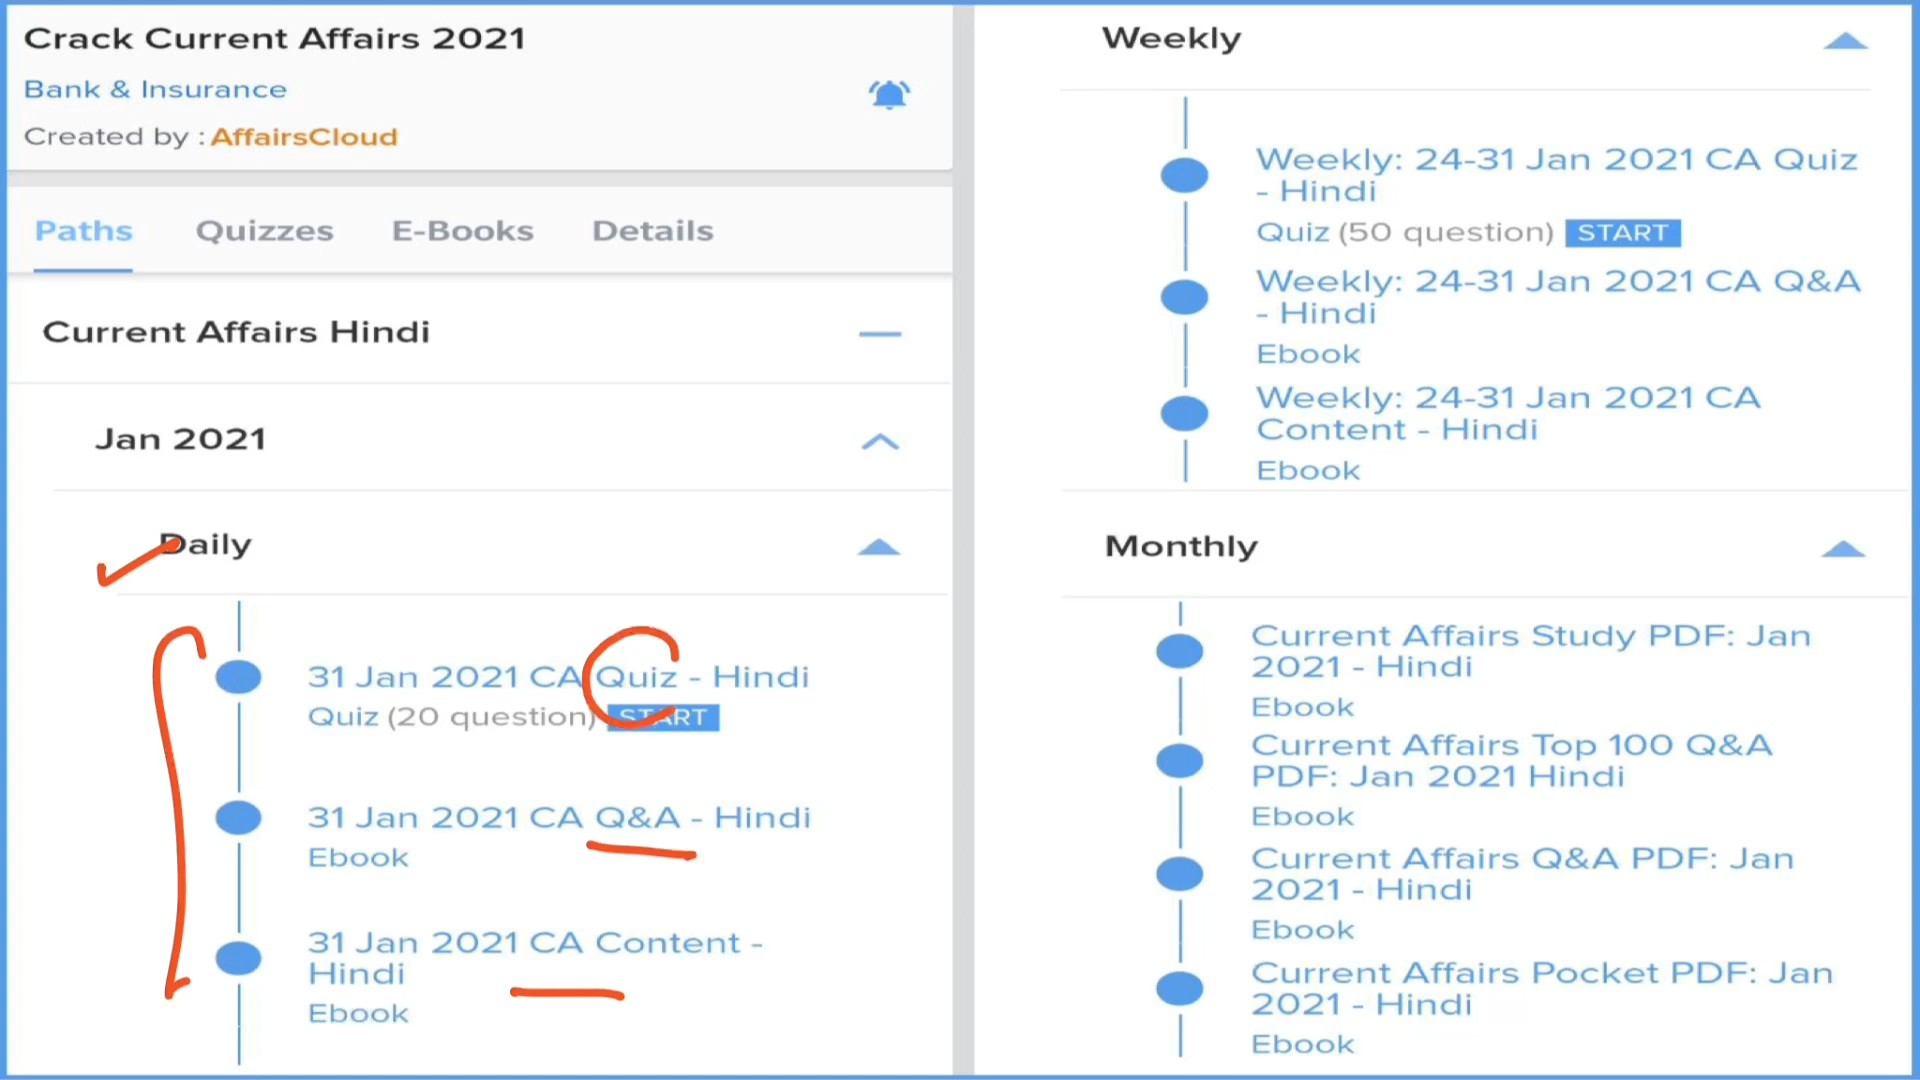 Crack Current Affairs 2021
Bank & Insurance
Created by : AffairsCloud
Paths Quizzes E-Books Details
Current Affairs Hindi
Jan 2021
Daily
31 Jan 2021 CA Quiz - Hindi
Quiz (20 question) START
31 Jan 2021 CA Q&A - Hindi
Ebook
31 Jan 2021 CA Content -
Hindi
Ebook
Weekly
Weekly: 24-31 Jan 2021 CA Quiz
- Hindi
Quiz (50 question) START
Weekly: 24-31 Jan 2021 CA Q&A
- Hindi
Ebook
Weekly: 24-31 Jan 2021 CA
Content - Hindi
Ebook
Monthly
Current Affairs Study PDF: Jan
2021 - Hindi
Ebook
Current Affairs Top 100 Q&A
PDF: Jan 2021 Hindi
Ebook
Current Affairs Q&A PDF: Jan
2021 - Hindi
Ebook
Current Affairs Pocket PDF: Jan
2021 - Hindi
Ebook